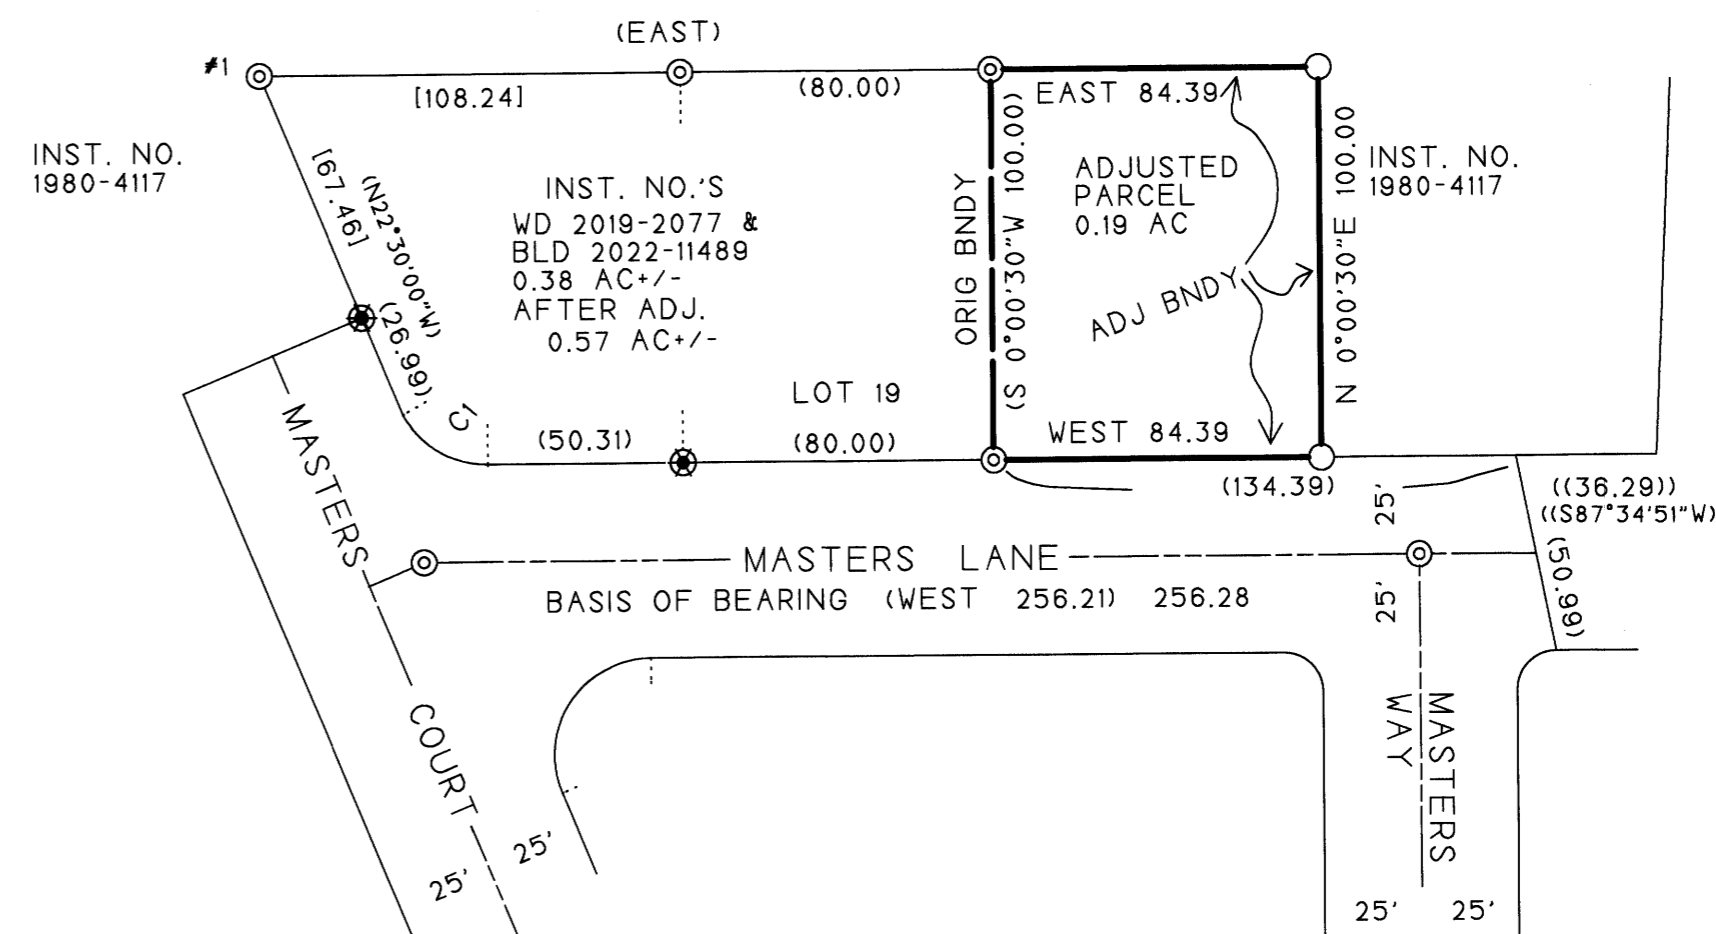 (EAST)
#1
[108.24]
(80.00)
EAST 84.39
INST. NO.
1980-4117
[67.46]
(N22°30'00"W)
(26.99)
INST. NO.'S
WD 2019-2077 &
BLD 2022-11489
0.38 AC+/-
AFTER ADJ.
0.57 AC+/-
ORIG BNDY
(S 0°00'30"W 100.00)
ADJUSTED
PARCEL
0.19 AC
ADJ BNDY
N 0°00'30"E 100.00
INST. NO.
1980-4117
LOT 19
(50.31)
(80.00)
WEST 84.39
(134.39)
25'
((36.29))
((S87°34'51"W)
(50.99)
MASTERS LANE
BASIS OF BEARING (WEST 256.21) 256.28
25'
MASTERS
COURT
25'
25'
MASTERS
WAY
25'
25'